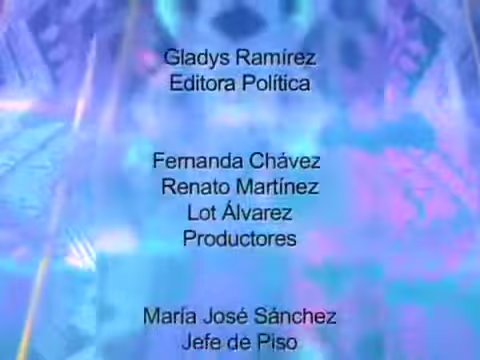 Gladys Ramírez
Editora Política
Fernanda Chávez
Renato Martínez
Lot Álvarez
Productores
María José Sánchez
Jefe de Piso